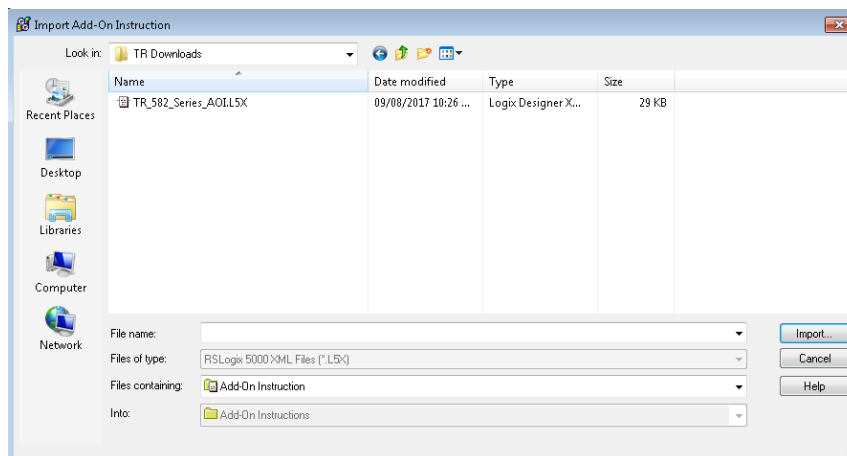 Import Add-On Instruction
Look in: TR Downloads
Name Date modified Type Size
TR_582_Series_AOI.L5X 09/08/2017 10:26 ... Logix Designer X... 29 KB
Recent Places
Desktop
Libraries
Computer
Network
File name: Import...
Files of type: RSLogix 5000 XML Files (*.L5X) Cancel
Files containing: Add-On Instruction Help
Into: Add-On Instructions